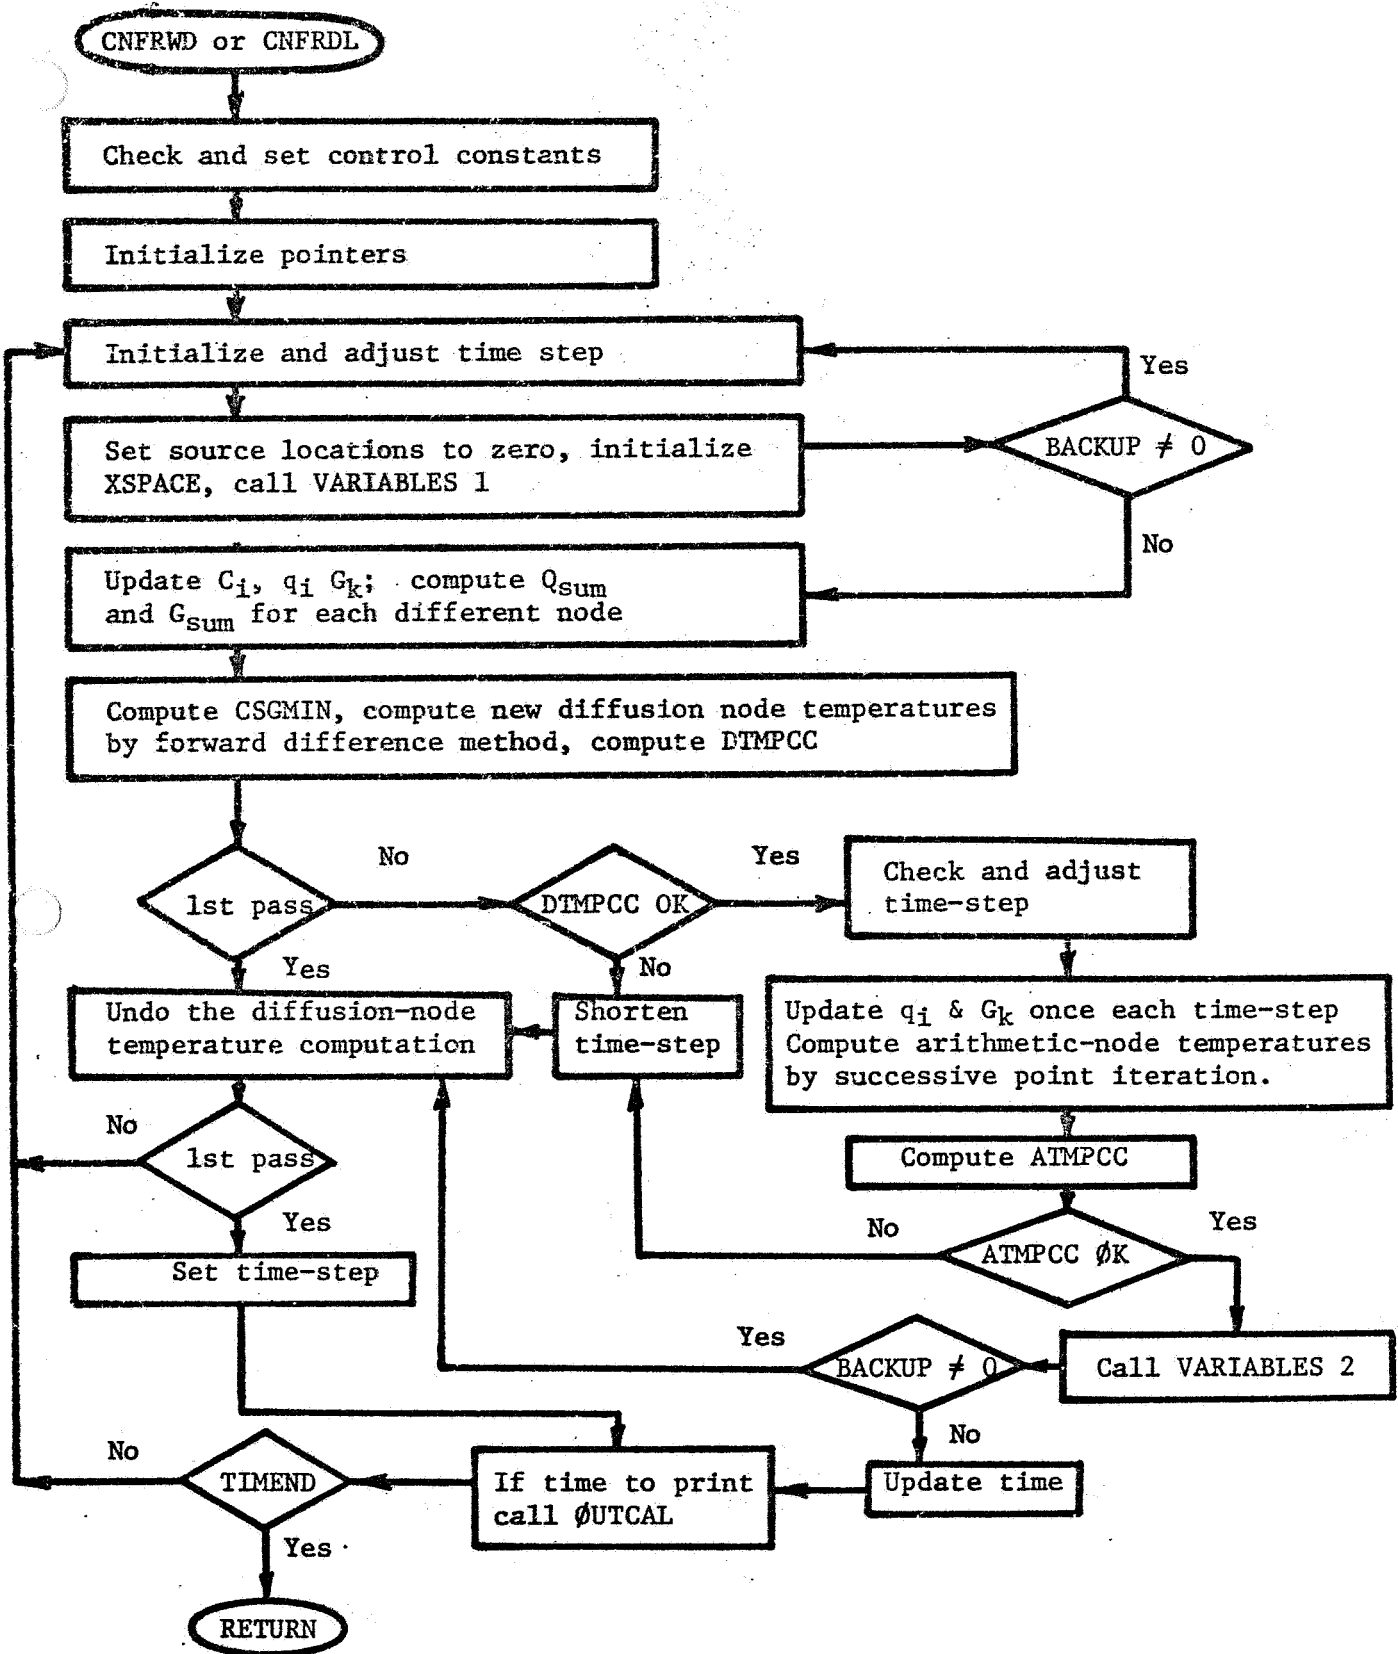 CNFRWD or CNFRDL
Check and set control constants
Initialize pointers
Initialize and adjust time step
Yes
Set source locations to zero, initialize
XSPACE, call VARIABLES 1
BACKUP ≠ 0
No
Update Ci, qi Gk; compute Qsum
and Gsum for each different node
Compute CSGMIN, compute new diffusion node temperatures
by forward difference method, compute DTMPCC
1st pass
No
DTMPCC OK
Yes
Check and adjust
time-step
Yes
No
Undo the diffusion-node
temperature computation
Shorten
time-step
Update qi & Gk once each time-step
Compute arithmetic-node temperatures
by successive point iteration.
No
1st pass
Compute ATMPCC
Yes
No
Yes
ATMPCC ØK
Set time-step
Yes
BACKUP ≠ 0
Call VARIABLES 2
No
No
TIMEND
If time to print
call ØUTCAL
Update time
Yes
RETURN